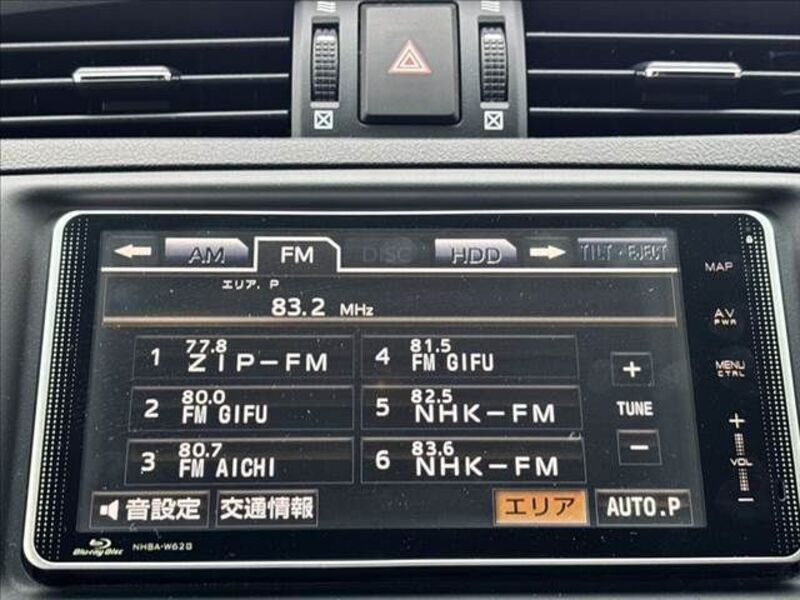 AM FM DISC HDD TILT・EJECT
エリア．P
83.2 MHz
77.8
1 ZIP-FM
81.5
4 FM GIFU
80.0
2 FM GIFU
82.5
5 NHK-FM
80.7
3 FM AICHI
83.6
6 NHK-FM
+
TUNE
-
音設定 交通情報 エリア AUTO.P
MAP
AV
PWR
MENU
CTRL
+
VOL
-
Blu-ray Disc NHBA-W62G